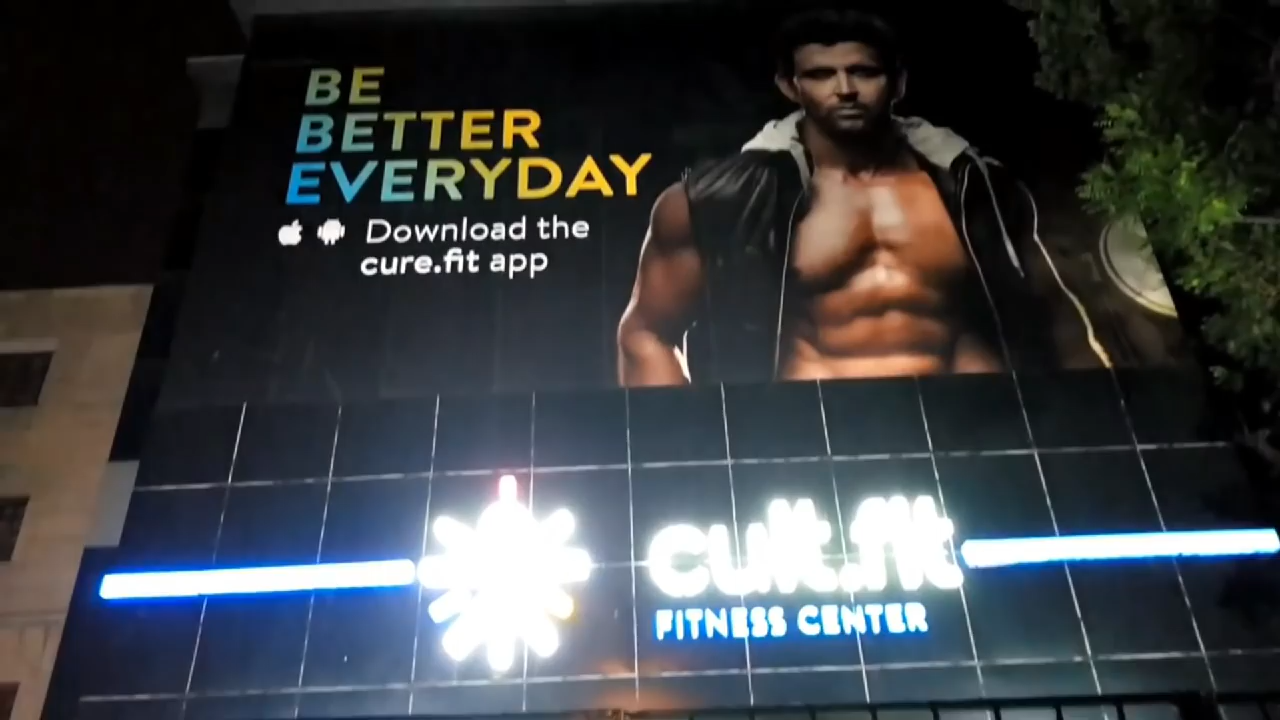 BE
BETTER
EVERYDAY
Download the
cure.fit app
cult.fit
FITNESS CENTER